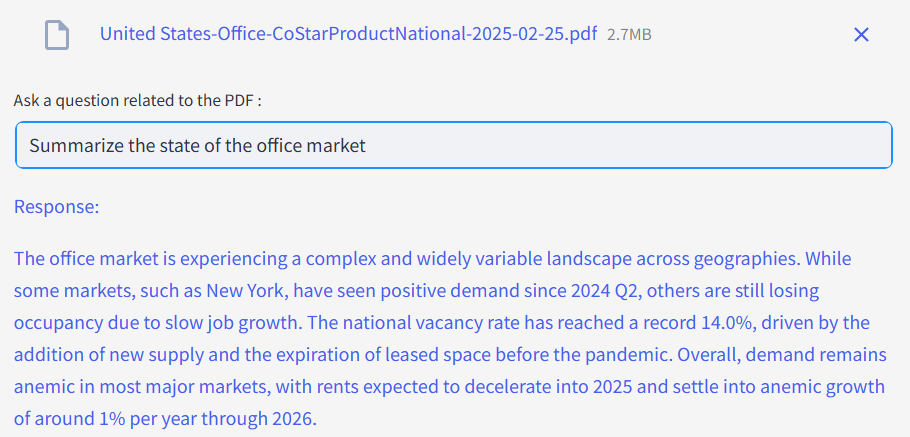 United States-Office-CoStarProductNational-2025-02-25.pdf 2.7MB
Ask a question related to the PDF :
Summarize the state of the office market
Response:
The office market is experiencing a complex and widely variable landscape across geographies. While
some markets, such as New York, have seen positive demand since 2024 Q2, others are still losing
occupancy due to slow job growth. The national vacancy rate has reached a record 14.0%, driven by the
addition of new supply and the expiration of leased space before the pandemic. Overall, demand remains
anemic in most major markets, with rents expected to decelerate into 2025 and settle into anemic growth
of around 1% per year through 2026.